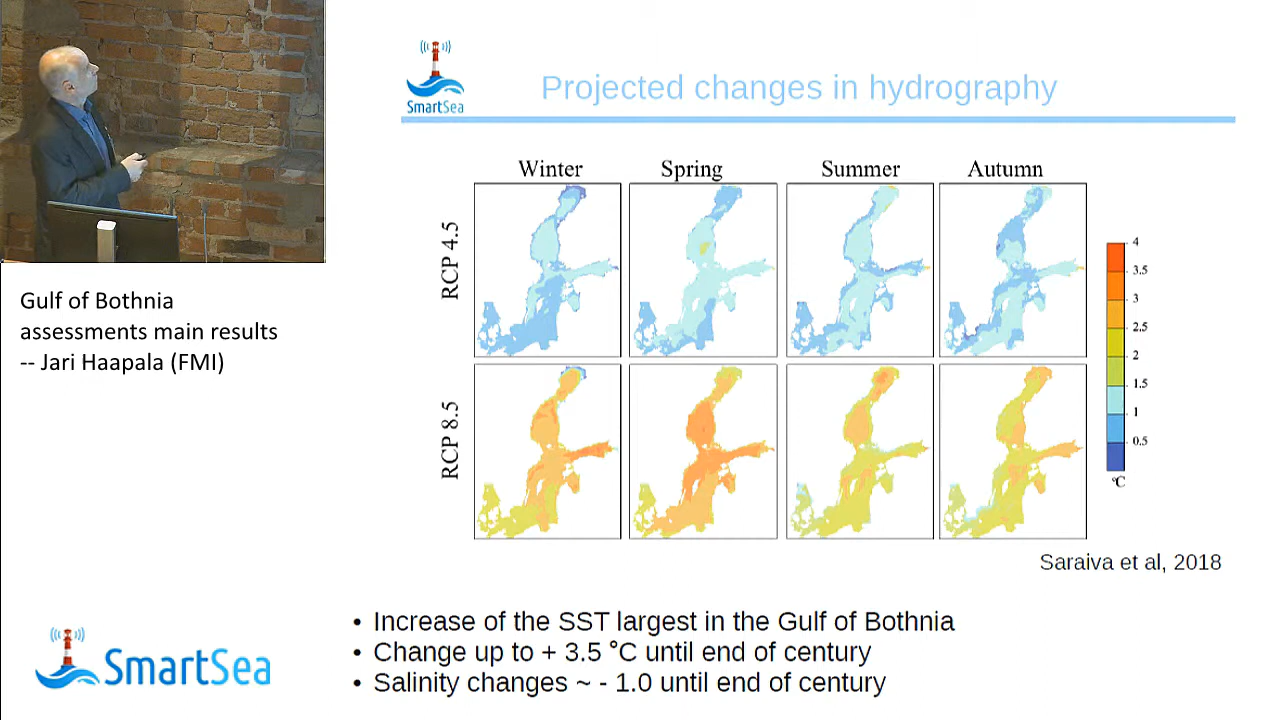 SmartSea
Projected changes in hydrography
Winter Spring Summer Autumn
RCP 4.5
RCP 8.5
4
3.5
3
2.5
2
1.5
1
0.5
°C
Saraiva et al, 2018
Gulf of Bothnia
assessments main results
-- Jari Haapala (FMI)
SmartSea
• Increase of the SST largest in the Gulf of Bothnia
• Change up to + 3.5 °C until end of century
• Salinity changes ~ - 1.0 until end of century